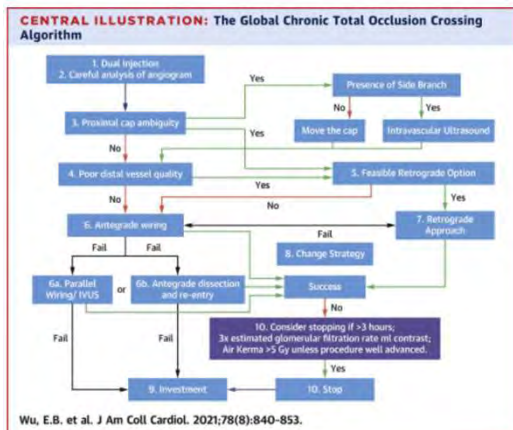 CENTRAL ILLUSTRATION: The Global Chronic Total Occlusion Crossing
Algorithm
1. Dual Injection
2. Careful analysis of angiogram
Yes
Presence of Side Branch
No
Yes
3. Proximal cap ambiguity
Yes
Move the cap
Intravascular Ultrasound
No
4. Poor distal vessel quality
Yes
5. Feasible Retrograde Option
No
No
Yes
6. Antegrade wiring
Fail
7. Retrograde
Approach
Fail
Fail
8. Change Strategy
6a. Parallel
Wiring/ IVUS
or
6b. Antegrade dissection
and re-entry
Success
No
Fail
Fail
10. Consider stopping if >3 hours;
3x estimated glomerular filtration rate ml contrast;
Air Kerma >5 Gy unless procedure well advanced.
Yes
9. Investment
10. Stop
Wu, E.B. et al. J Am Coll Cardiol. 2021;78(8):840-853.